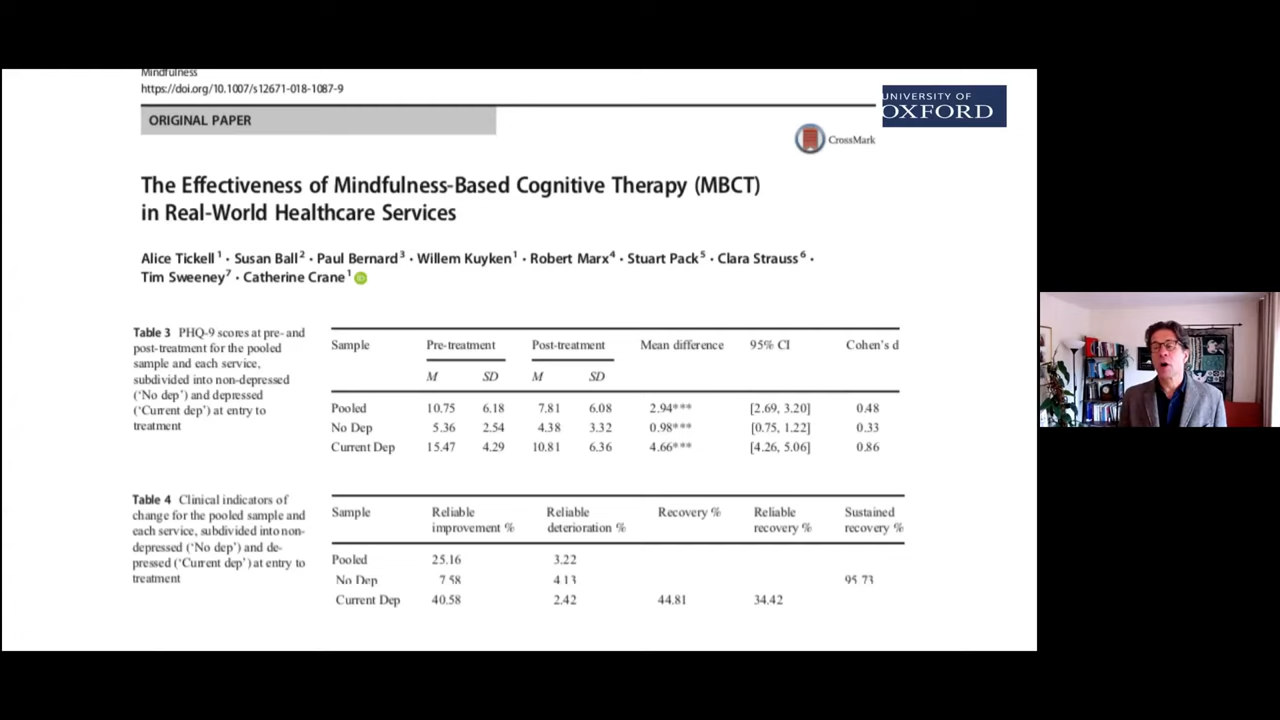 Mindfulness
https://doi.org/10.1007/s12671-018-1087-9
UNIVERSITY OF
OXFORD
ORIGINAL PAPER
CrossMark
The Effectiveness of Mindfulness-Based Cognitive Therapy (MBCT)
in Real-World Healthcare Services
Alice Tickell 1 · Susan Ball 2 · Paul Bernard 3 · Willem Kuyken 1 · Robert Marx 4 · Stuart Pack 5 · Clara Strauss 6 ·
Tim Sweeney 7 · Catherine Crane 1 iD
Table 3 PHQ-9 scores at pre- and
post-treatment for the pooled
sample and each service,
subdivided into non-depressed
('No dep') and depressed
('Current dep') at entry to
treatment
Sample Pre-treatment Post-treatment Mean difference 95% CI Cohen's d
M SD M SD
Pooled 10.75 6.18 7.81 6.08 2.94*** [2.69, 3.20] 0.48
No Dep 5.36 2.54 4.38 3.32 0.98*** [0.75, 1.22] 0.33
Current Dep 15.47 4.29 10.81 6.36 4.66*** [4.26, 5.06] 0.86
Table 4 Clinical indicators of
change for the pooled sample and
each service, subdivided into non-
depressed ('No dep') and de-
pressed ('Current dep') at entry to
treatment
Sample Reliable Reliable Recovery % Reliable Sustained
improvement % deterioration % recovery % recovery %
Pooled 25.16 3.22
No Dep 7.58 4.13 95.73
Current Dep 40.58 2.42 44.81 34.42